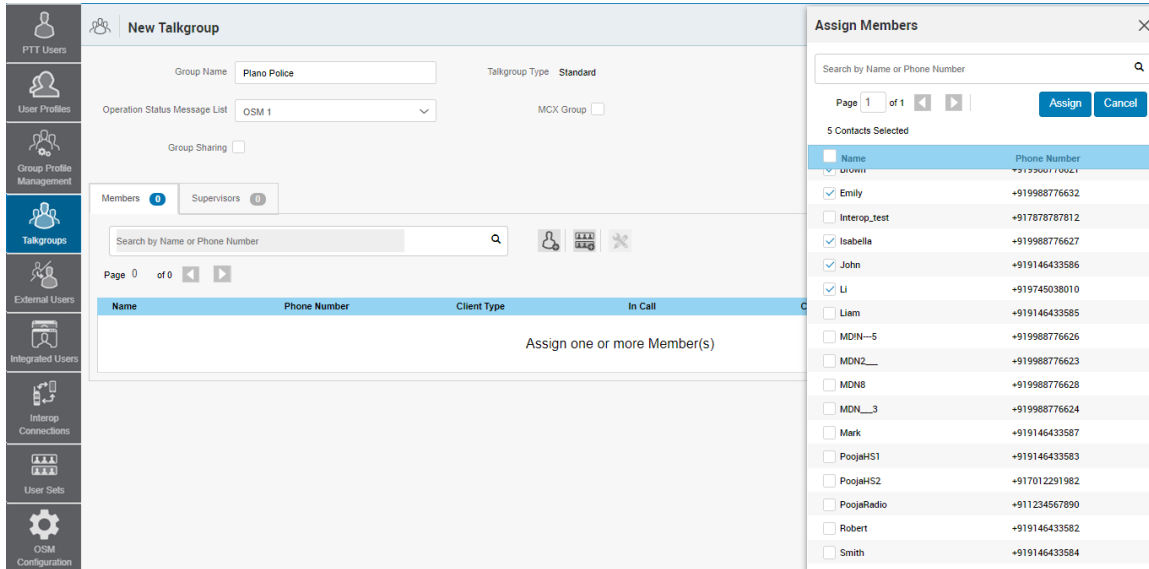 PTT Users
User Profiles
Group Profile
Management
Talkgroups
External Users
Integrated Users
Interop
Connections
User Sets
OSM
Configuration
New Talkgroup
Group Name Plano Police Talkgroup Type Standard
Operation Status Message List OSM 1 MCX Group
Group Sharing
Members 0 Supervisors 0
Search by Name or Phone Number
Page 0 of 0
Name Phone Number Client Type In Call C
Assign one or more Member(s)
Assign Members
Search by Name or Phone Number
Page 1 of 1 Assign Cancel
5 Contacts Selected
Name Phone Number
Brown +919988776621
Emily +919988776632
Interop_test +917878787812
Isabella +919988776627
John +919146433586
Li +919745038010
Liam +919146433585
MD!N---5 +919988776626
MDN2__ +919988776623
MDN8 +919988776628
MDN__3 +919988776624
Mark +919146433587
PoojaHS1 +919146433583
PoojaHS2 +917012291982
PoojaRadio +911234567890
Robert +919146433582
Smith +919146433584